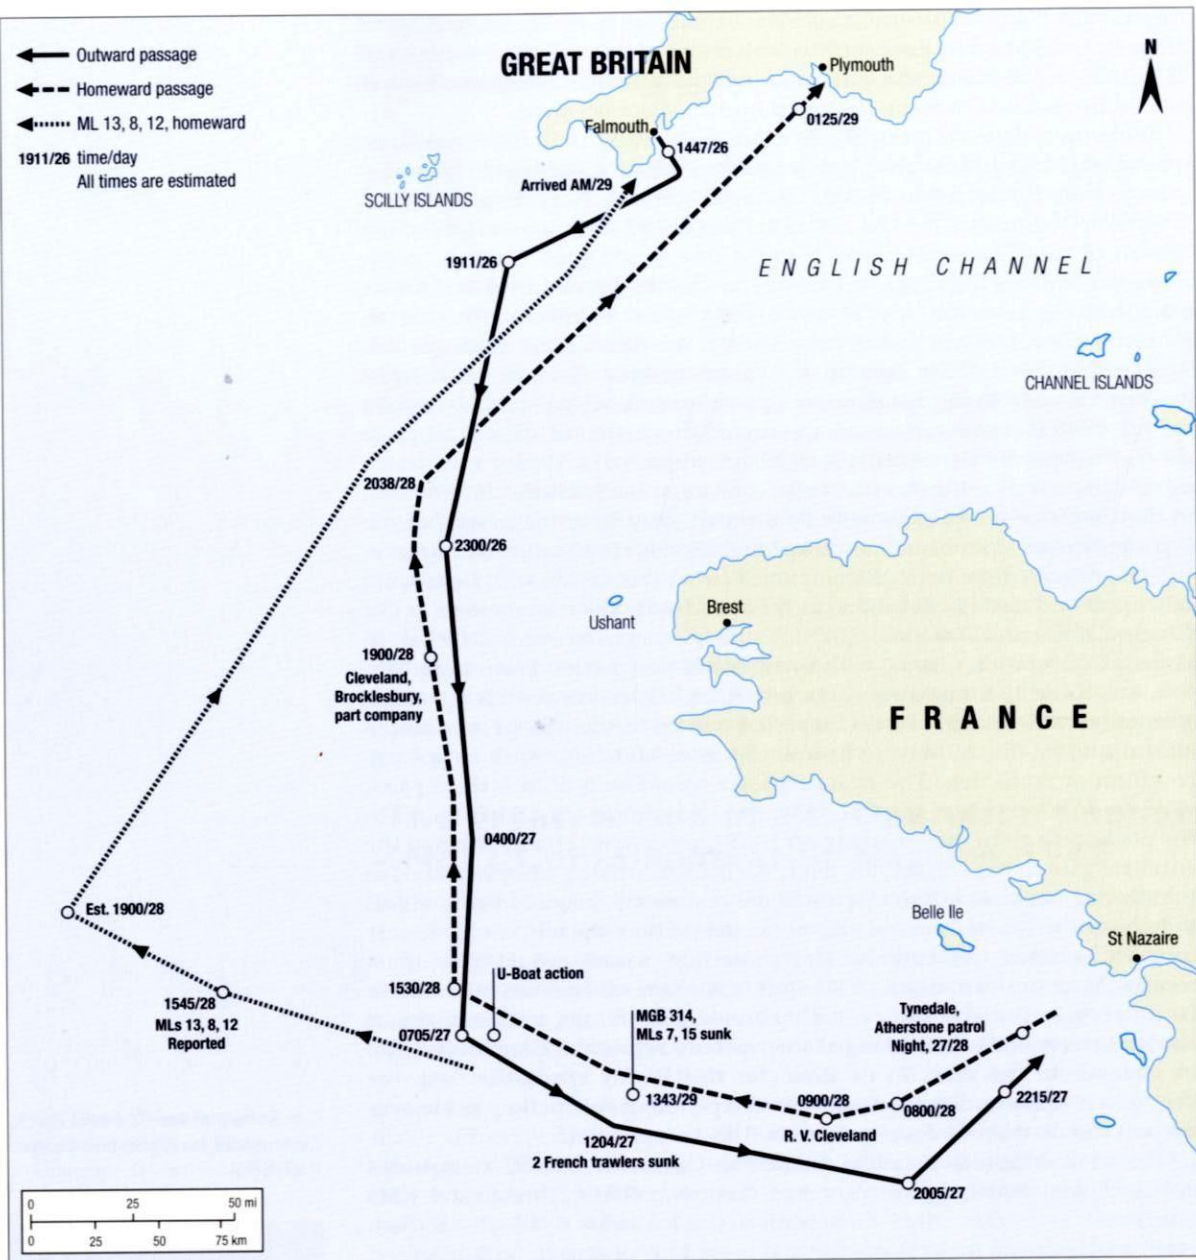 Outward passage
Homeward passage
ML 13, 8, 12, homeward
1911/26 time/day
All times are estimated
GREAT BRITAIN
N
Plymouth
Falmouth
0125/29
1447/26
Arrived AM/29
SCILLY ISLANDS
1911/26
ENGLISH CHANNEL
CHANNEL ISLANDS
2038/28
2300/26
Ushant
Brest
1900/28
Cleveland,
Brocklesbury,
part company
FRANCE
0400/27
Est. 1900/28
Belle Ile
St Nazaire
U-Boat action
1530/28
1545/28
MLs 13, 8, 12
Reported
0705/27
MGB 314,
MLs 7, 15 sunk
Tynedale,
Atherstone patrol
Night, 27/28
1343/29
0900/28
R. V. Cleveland
0800/28
2215/27
1204/27
2 French trawlers sunk
2005/27
0 25 50 mi
0 25 50 75 km